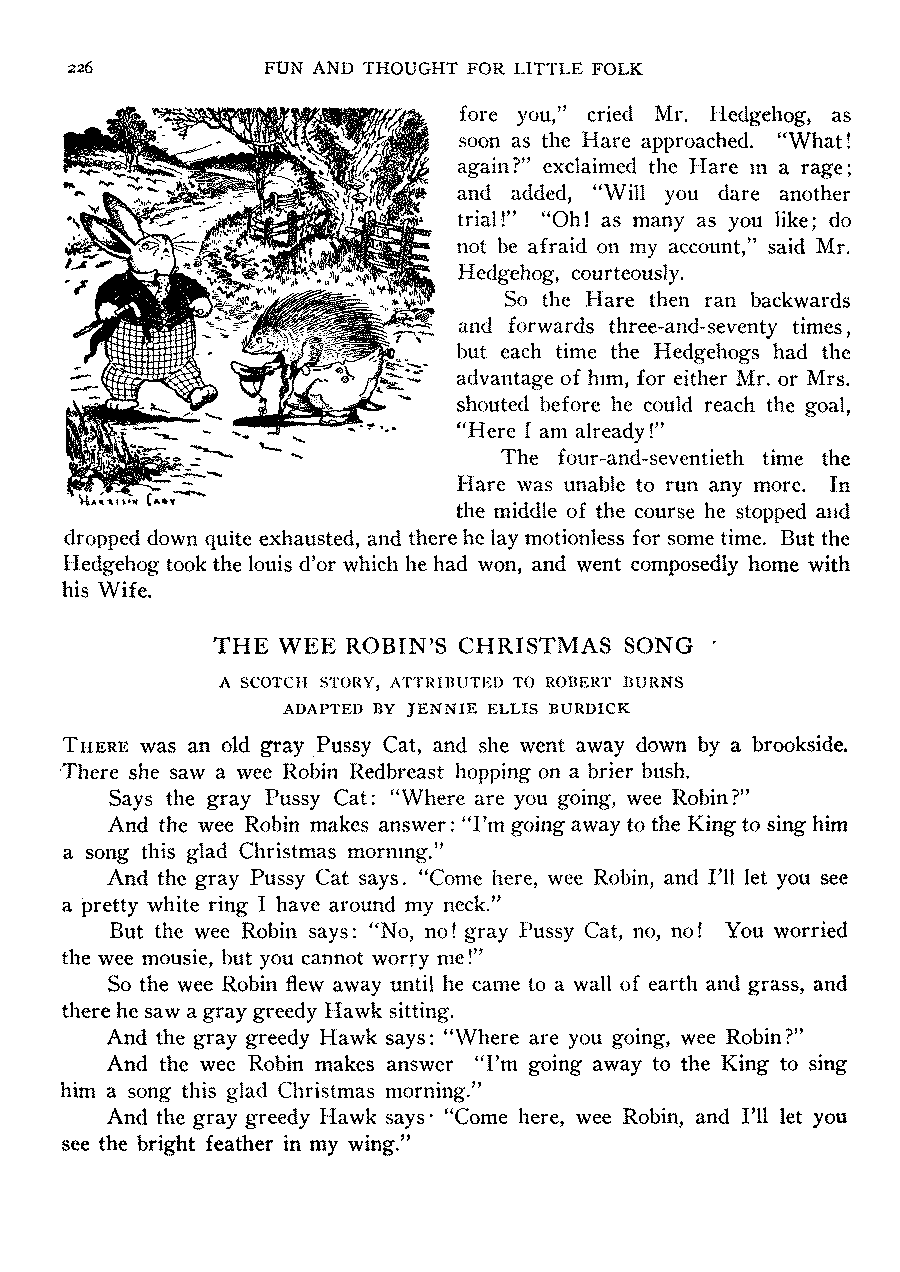 226 FUN AND THOUGHT FOR LITTLE FOLK
fore you,” cried Mr. Hedgehog, as
soon as the Hare approached. “What!
again?” exclaimed the Hare in a rage;
and added, “Will you dare another
trial!” “Oh! as many as you like; do
not be afraid on my account,” said Mr.
Hedgehog, courteously.
So the Hare then ran backwards
and forwards three-and-seventy times,
but each time the Hedgehogs had the
advantage of him, for either Mr. or Mrs.
shouted before he could reach the goal,
“Here I am already!”
The four-and-seventieth time the
Hare was unable to run any more. In
the middle of the course he stopped and
HARRISON CADY
dropped down quite exhausted, and there he lay motionless for some time. But the
Hedgehog took the louis d’or which he had won, and went composedly home with
his Wife.
THE WEE ROBIN’S CHRISTMAS SONG
A SCOTCH STORY, ATTRIBUTED TO ROBERT BURNS
ADAPTED BY JENNIE ELLIS BURDICK
THERE was an old gray Pussy Cat, and she went away down by a brookside.
There she saw a wee Robin Redbreast hopping on a brier bush.
Says the gray Pussy Cat: “Where are you going, wee Robin?”
And the wee Robin makes answer: “I’m going away to the King to sing him
a song this glad Christmas morning.”
And the gray Pussy Cat says. “Come here, wee Robin, and I’ll let you see
a pretty white ring I have around my neck.”
But the wee Robin says: “No, no! gray Pussy Cat, no, no! You worried
the wee mousie, but you cannot worry me!”
So the wee Robin flew away until he came to a wall of earth and grass, and
there he saw a gray greedy Hawk sitting.
And the gray greedy Hawk says: “Where are you going, wee Robin?”
And the wee Robin makes answer “I’m going away to the King to sing
him a song this glad Christmas morning.”
And the gray greedy Hawk says· “Come here, wee Robin, and I’ll let you
see the bright feather in my wing.”